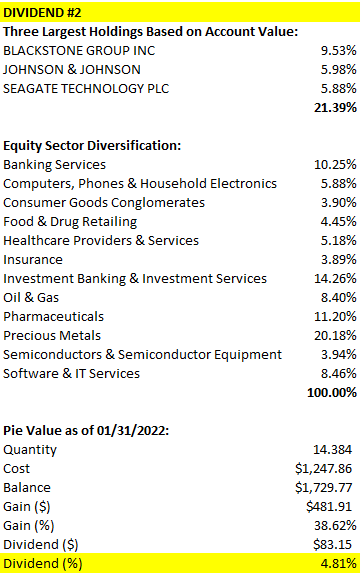 DIVIDEND #2
Three Largest Holdings Based on Account Value:
BLACKSTONE GROUP INC 9.53%
JOHNSON & JOHNSON 5.98%
SEAGATE TECHNOLOGY PLC 5.88%
21.39%
Equity Sector Diversification:
Banking Services 10.25%
Computers, Phones & Household Electronics 5.88%
Consumer Goods Conglomerates 3.90%
Food & Drug Retailing 4.45%
Healthcare Providers & Services 5.18%
Insurance 3.89%
Investment Banking & Investment Services 14.26%
Oil & Gas 8.40%
Pharmaceuticals 11.20%
Precious Metals 20.18%
Semiconductors & Semiconductor Equipment 3.94%
Software & IT Services 8.46%
100.00%
Pie Value as of 01/31/2022:
Quantity 14.384
Cost $1,247.86
Balance $1,729.77
Gain ($) $481.91
Gain (%) 38.62%
Dividend ($) $83.15
Dividend (%) 4.81%